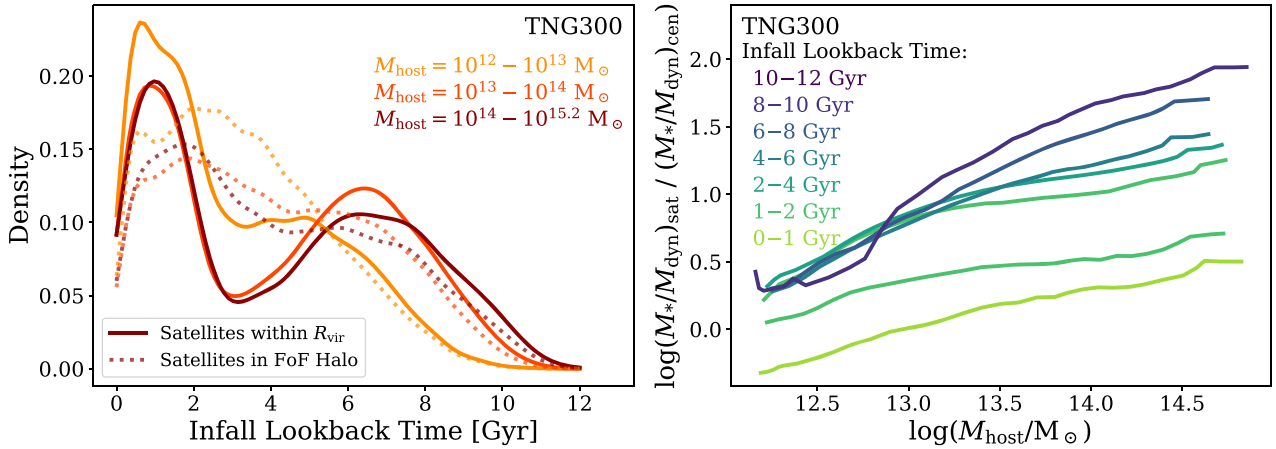 TNG300
M_host = 10^12 − 10^13 M_⊙
M_host = 10^13 − 10^14 M_⊙
M_host = 10^14 − 10^15.2 M_⊙
Density
0.20
0.15
0.10
0.05
0.00
Satellites within R_vir
Satellites in FoF Halo
0 2 4 6 8 10 12
Infall Lookback Time [Gyr]
TNG300
Infall Lookback Time:
10−12 Gyr
8−10 Gyr
6−8 Gyr
4−6 Gyr
2−4 Gyr
1−2 Gyr
0−1 Gyr
log(M_*/M_dyn)_sat / (M_*/M_dyn)_cen)
2.0
1.5
1.0
0.5
0.0
12.5 13.0 13.5 14.0 14.5
log(M_host/M_⊙)